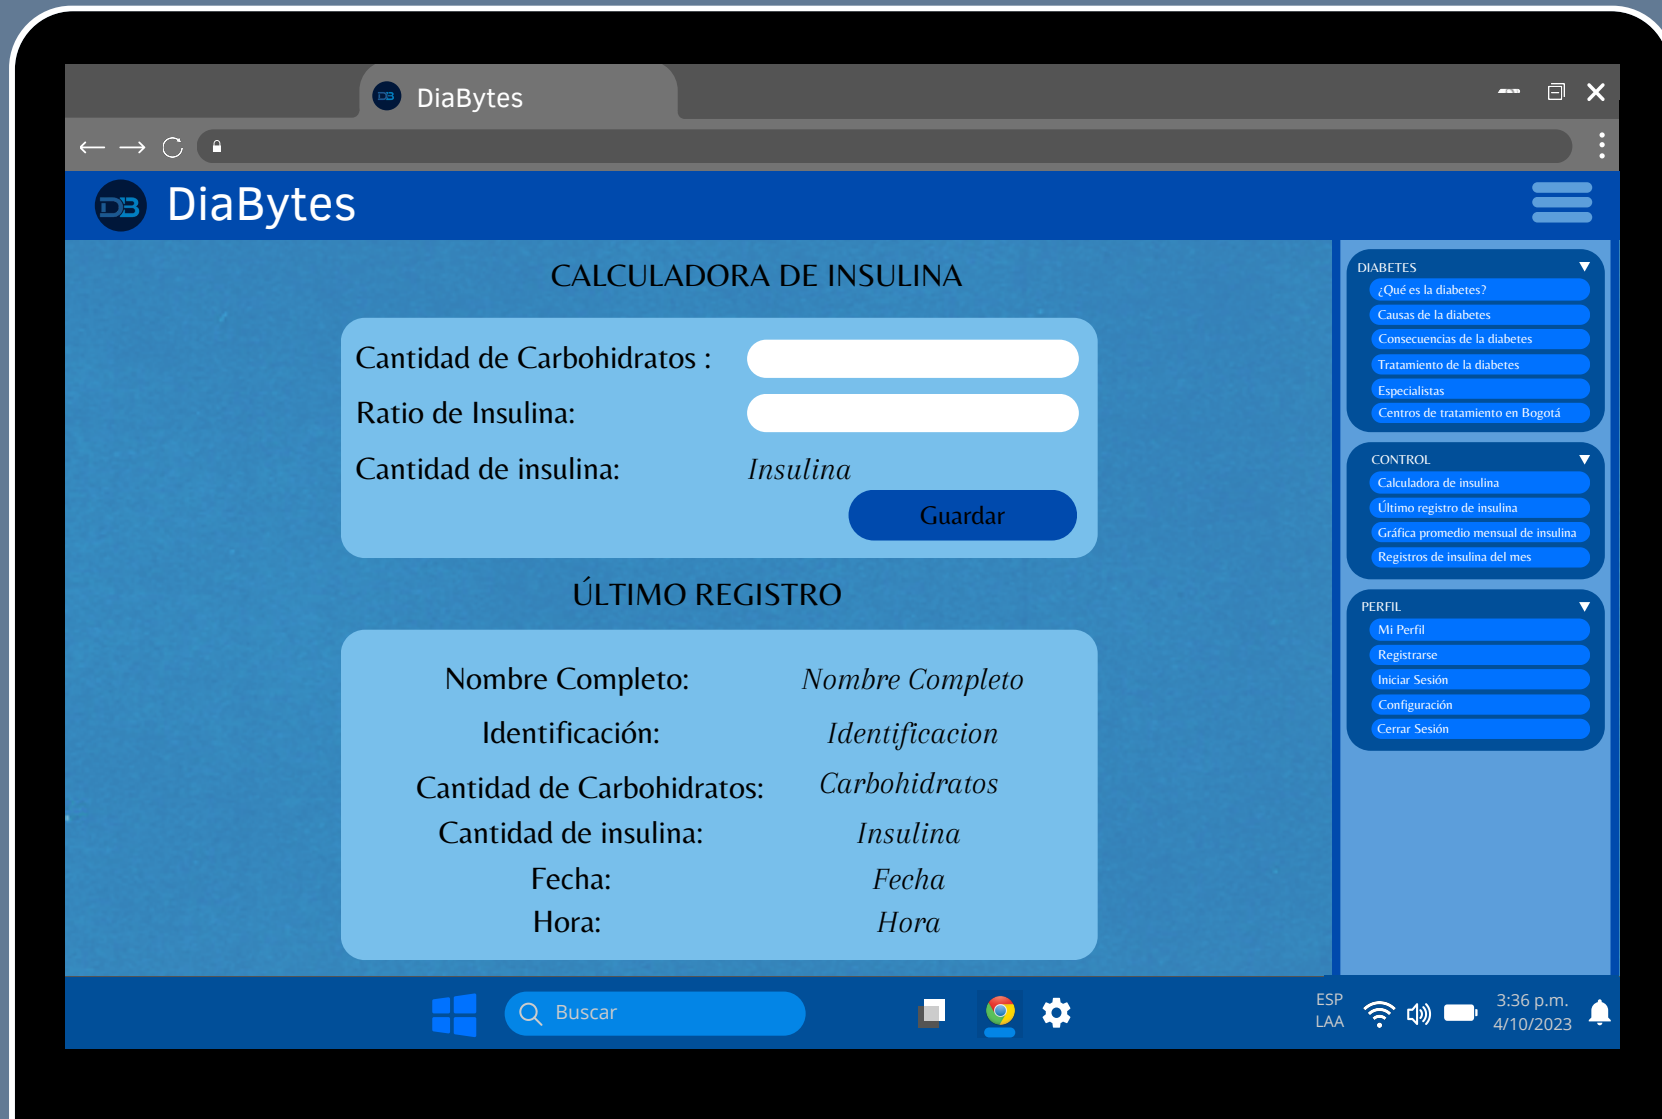 DB DiaBytes
DB DiaBytes
CALCULADORA DE INSULINA
Cantidad de Carbohidratos :
Ratio de Insulina:
Cantidad de insulina: Insulina
Guardar
ÚLTIMO REGISTRO
Nombre Completo: Nombre Completo
Identificación: Identificacion
Cantidad de Carbohidratos: Carbohidratos
Cantidad de insulina: Insulina
Fecha: Fecha
Hora: Hora
DIABETES
¿Qué es la diabetes?
Causas de la diabetes
Consecuencias de la diabetes
Tratamiento de la diabetes
Especialistas
Centros de tratamiento en Bogotá
CONTROL
Calculadora de insulina
Último registro de insulina
Gráfica promedio mensual de insulina
Registros de insulina del mes
PERFIL
Mi Perfil
Registrarse
Iniciar Sesión
Configuración
Cerrar Sesión
Buscar
ESP
LAA
3:36 p.m.
4/10/2023